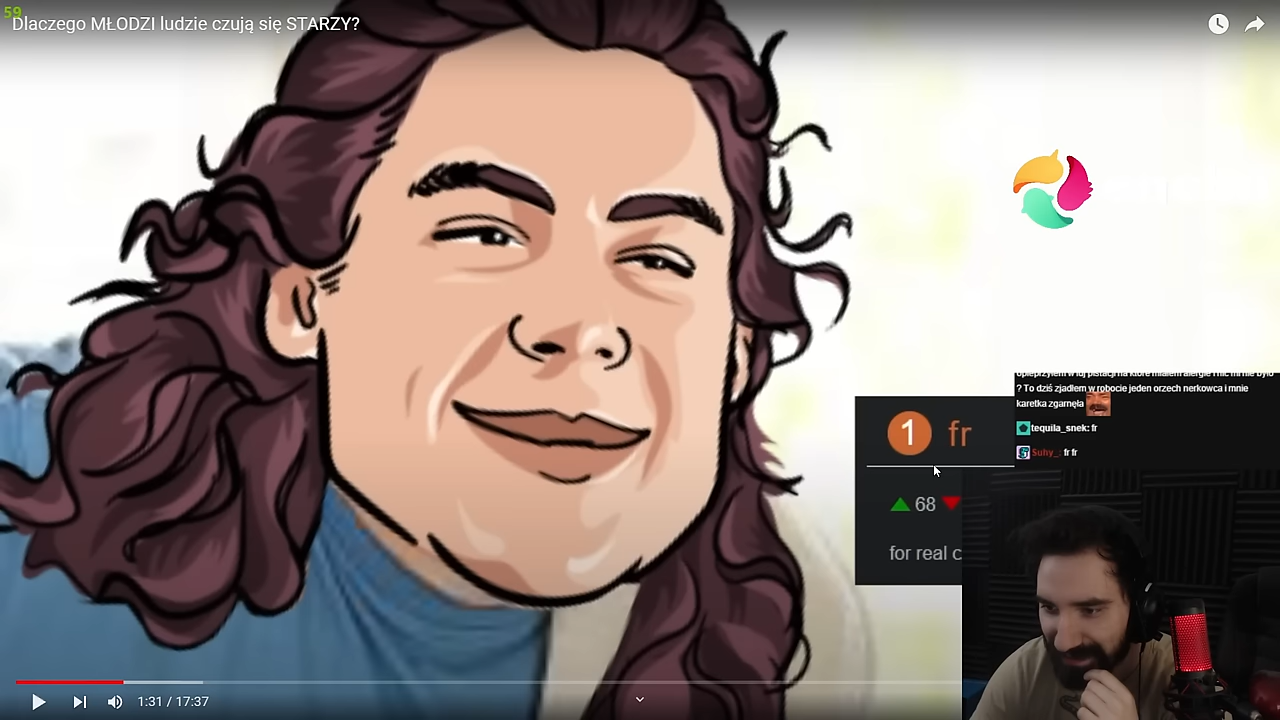 59
Dlaczego MŁODZI ludzie czują się STARZY?
? To dziś zjadłem w robocie jeden orzech nerkowca i mnie
karetka zgarnęła
tequila_snek: fr
Suhy_: fr fr
1 fr
68
for real c
1:31 / 17:37